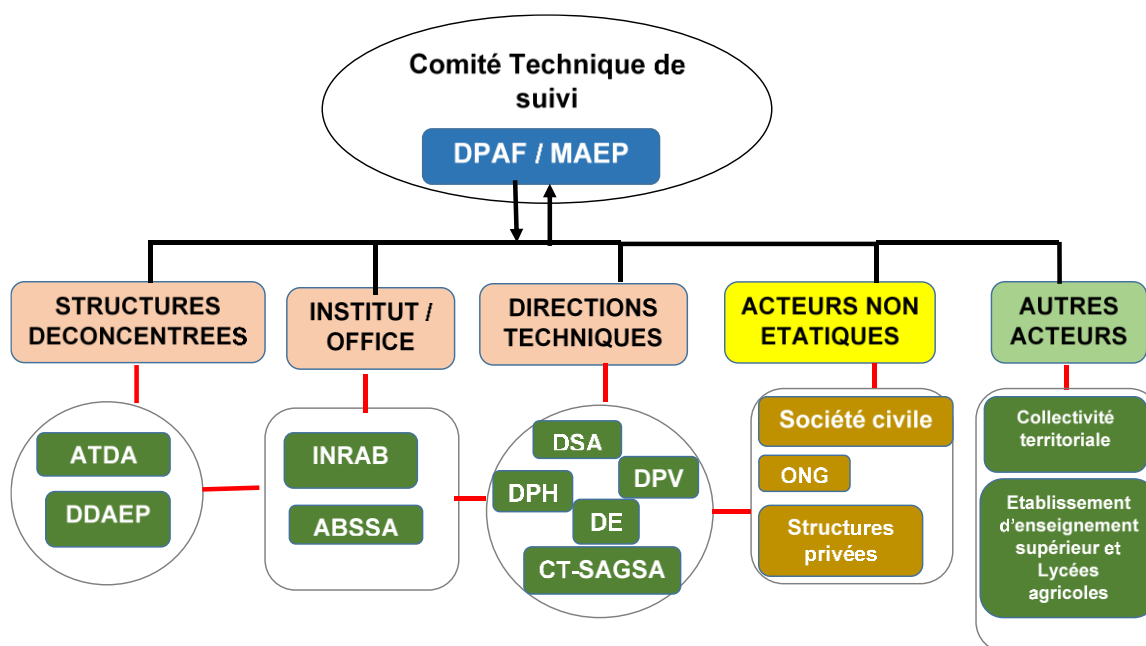 Comité Technique de
suivi
DPAF / MAEP
STRUCTURES
DECONCENTREES
INSTITUT /
OFFICE
DIRECTIONS
TECHNIQUES
ACTEURS NON
ETATIQUES
AUTRES
ACTEURS
ATDA
DDAEP
INRAB
ABSSA
DSA
DPV
DPH
DE
CT-SAGSA
Société civile
ONG
Structures
privées
Collectivité
territoriale
Etablissement
d'enseignement
supérieur et
Lycées
agricoles